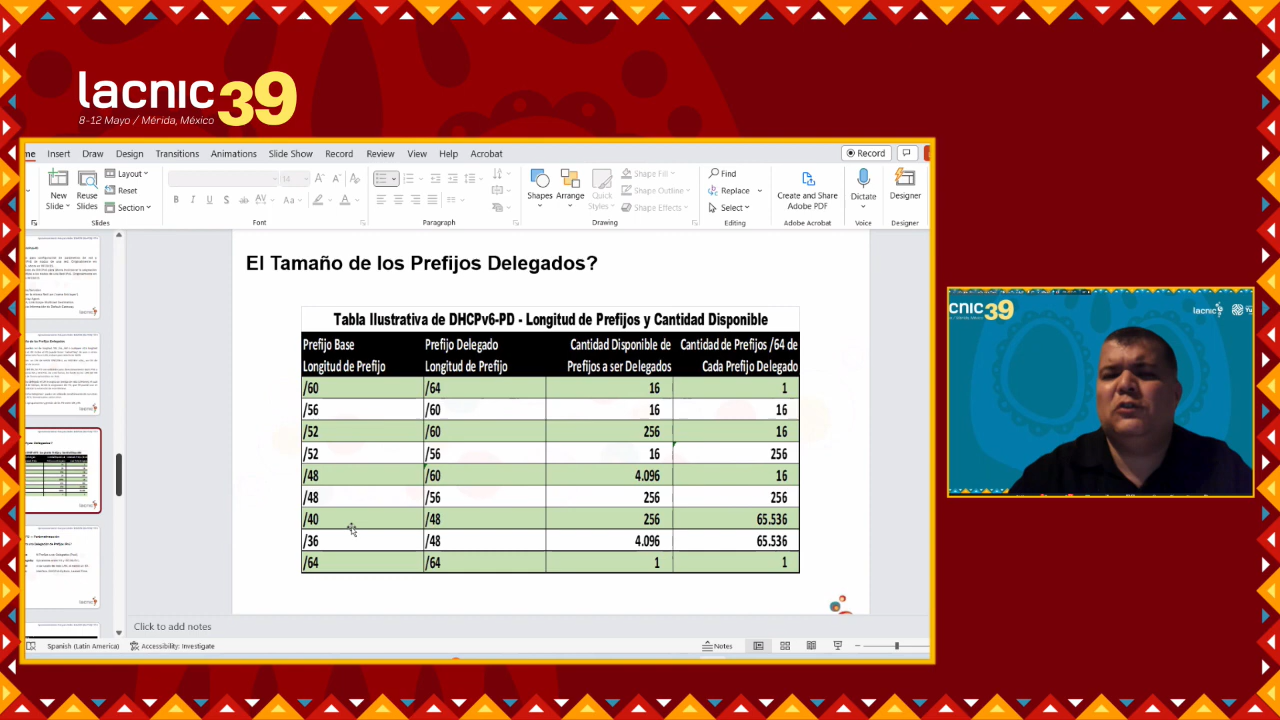 lacnic39
8-12 Mayo / Mérida, México
me Insert Draw Design Transitions Animations Slide Show Record Review View Help Acrobat
Record
New Slide
Reuse Slides
Layout
Reset
Section
Slides
14
B I U S ab AV Aa A
Font
Paragraph
Shapes
Arrange
Quick Styles
Shape Fill
Shape Outline
Shape Effects
Drawing
Find
Replace
Select
Editing
Create and Share Adobe PDF
Adobe Acrobat
Dictate
Voice
Designer
Designer
El Tamaño de los Prefijos Delegados?
Tabla Ilustrativa de DHCPv6-PD - Longitud de Prefijos y Cantidad Disponible
Prefijo Base Prefijo Delegado Cantidad Disponible de Cantidad de Prefijos /64 de
Longitud de Prefijo Longitud de Prefijo Prefijos a ser Delegados Cada Prefijo Delegado
/60 /64 16 1
/56 /60 16 16
/52 /60 256 16
/52 /56 16 256
/48 /60 4.096 16
/48 /56 256 256
/40 /48 256 65.536
/36 /48 4.096 65.536
/64 /64 1 1
Click to add notes
Spanish (Latin America) Accessibility: Investigate Notes
cnic39
lacnic